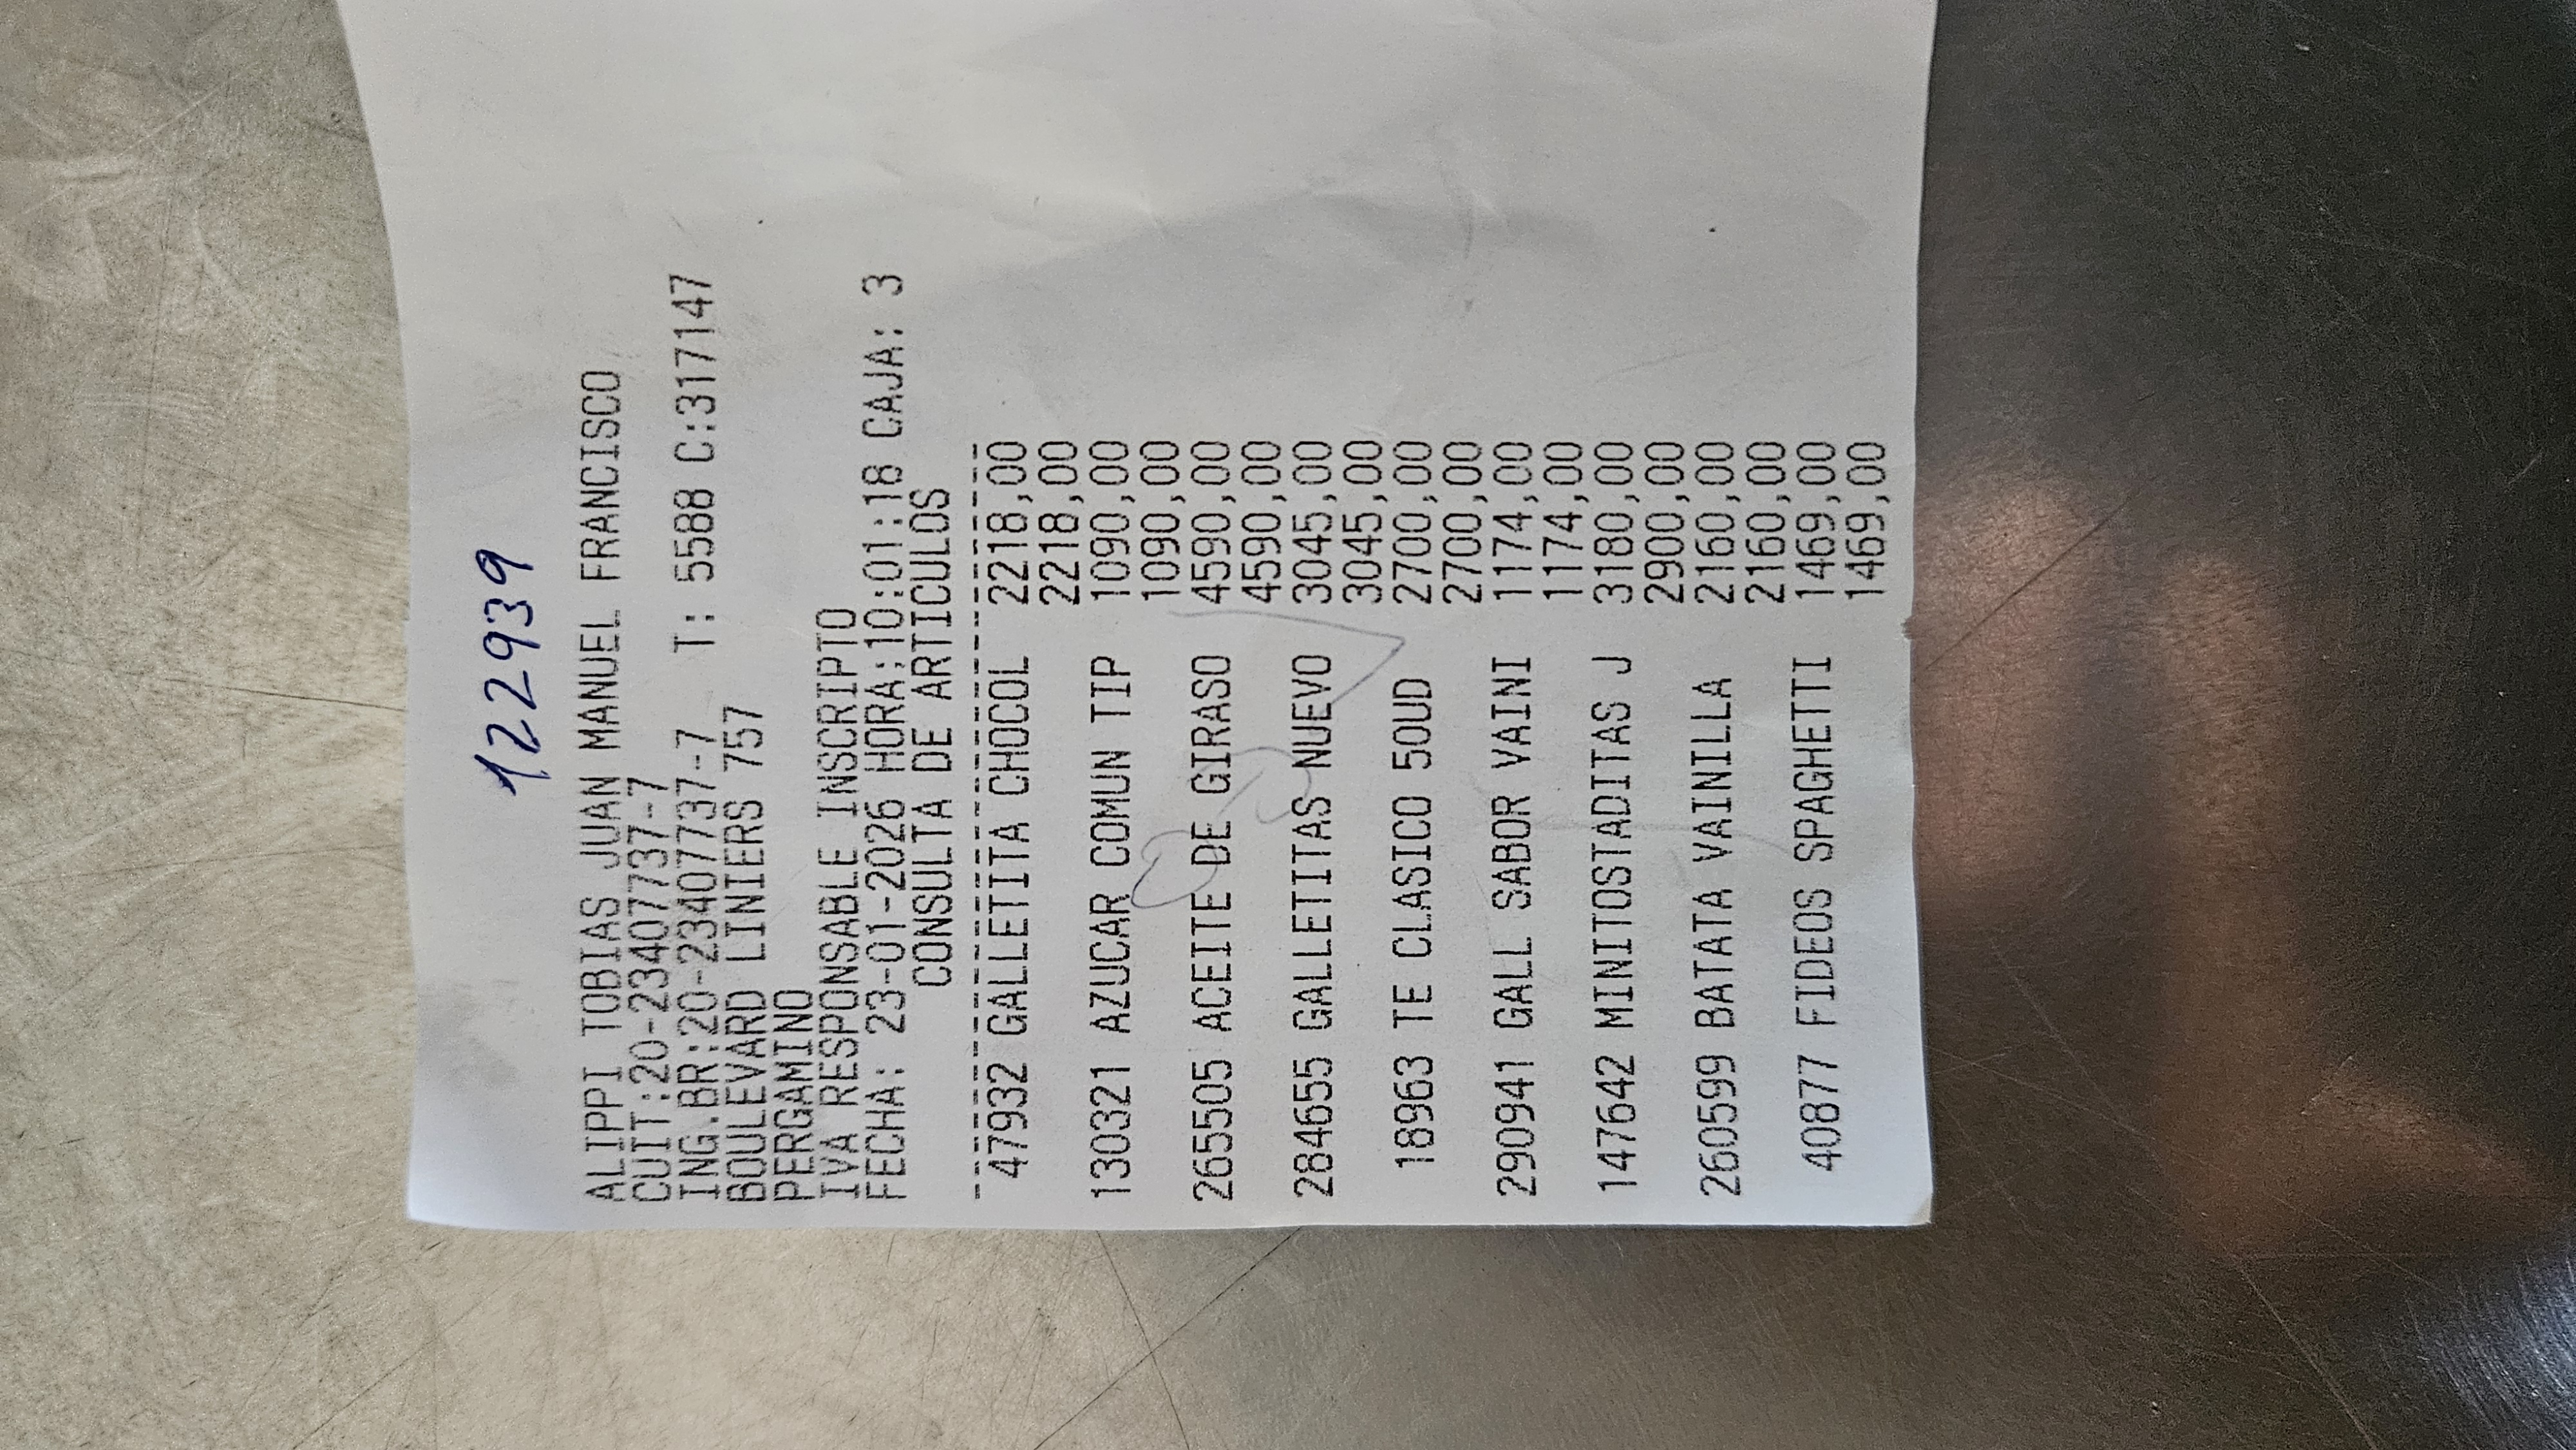 122939
ALIPPI TOBIAS JUAN MANUEL FRANCISCO
CUIT:20-23407737-7
ING.BR:20-23407737-7 T: 5588 C:317147
BOULEVARD LINIERS 757
PERGAMINO
IVA RESPONSABLE INSCRIPTO
FECHA: 23-01-2026 HORA:10:01:18 CAJA: 3
CONSULTA DE ARTICULOS
47932 GALLETITA CHOCOL 2218,00
2218,00
130321 AZUCAR COMUN TIP 1090,00
1090,00
265505 ACEITE DE GIRASO 4590,00
4590,00
284655 GALLETITAS NUEVO 3045,00
3045,00
18963 TE CLASICO 50UD 2700,00
2700,00
290941 GALL SABOR VAINI 1174,00
1174,00
147642 MINITOSTADITAS J 3180,00
2900,00
260599 BATATA VAINILLA 2160,00
2160,00
40877 FIDEOS SPAGHETTI 1469,00
1469,00